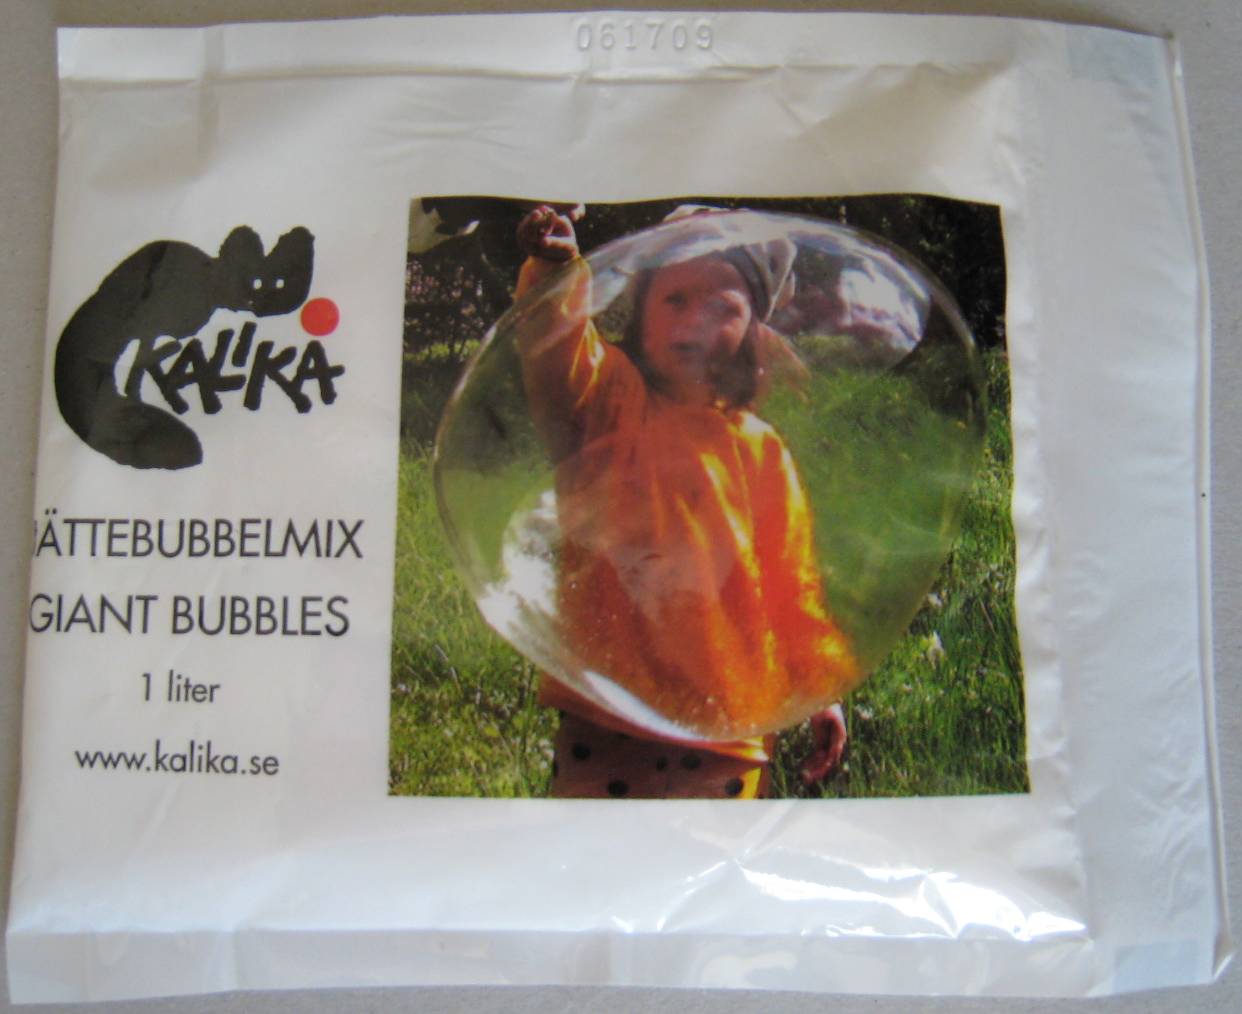 061709
KALIKA
ÄTTEBUBBELMIX
GIANT BUBBLES
1 liter
www.kalika.se